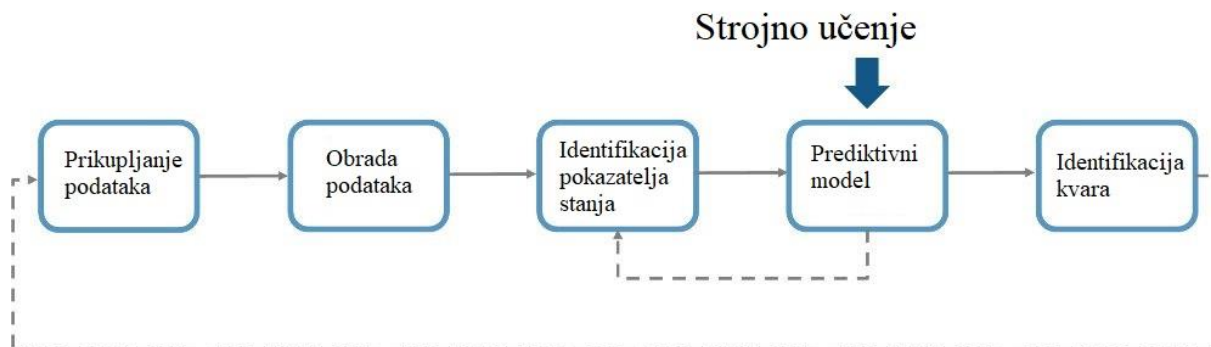 Strojno učenje
Prikupljanje
podataka
Obrada
podataka
Identifikacija
pokazatelja
stanja
Prediktivni
model
Identifikacija
kvara